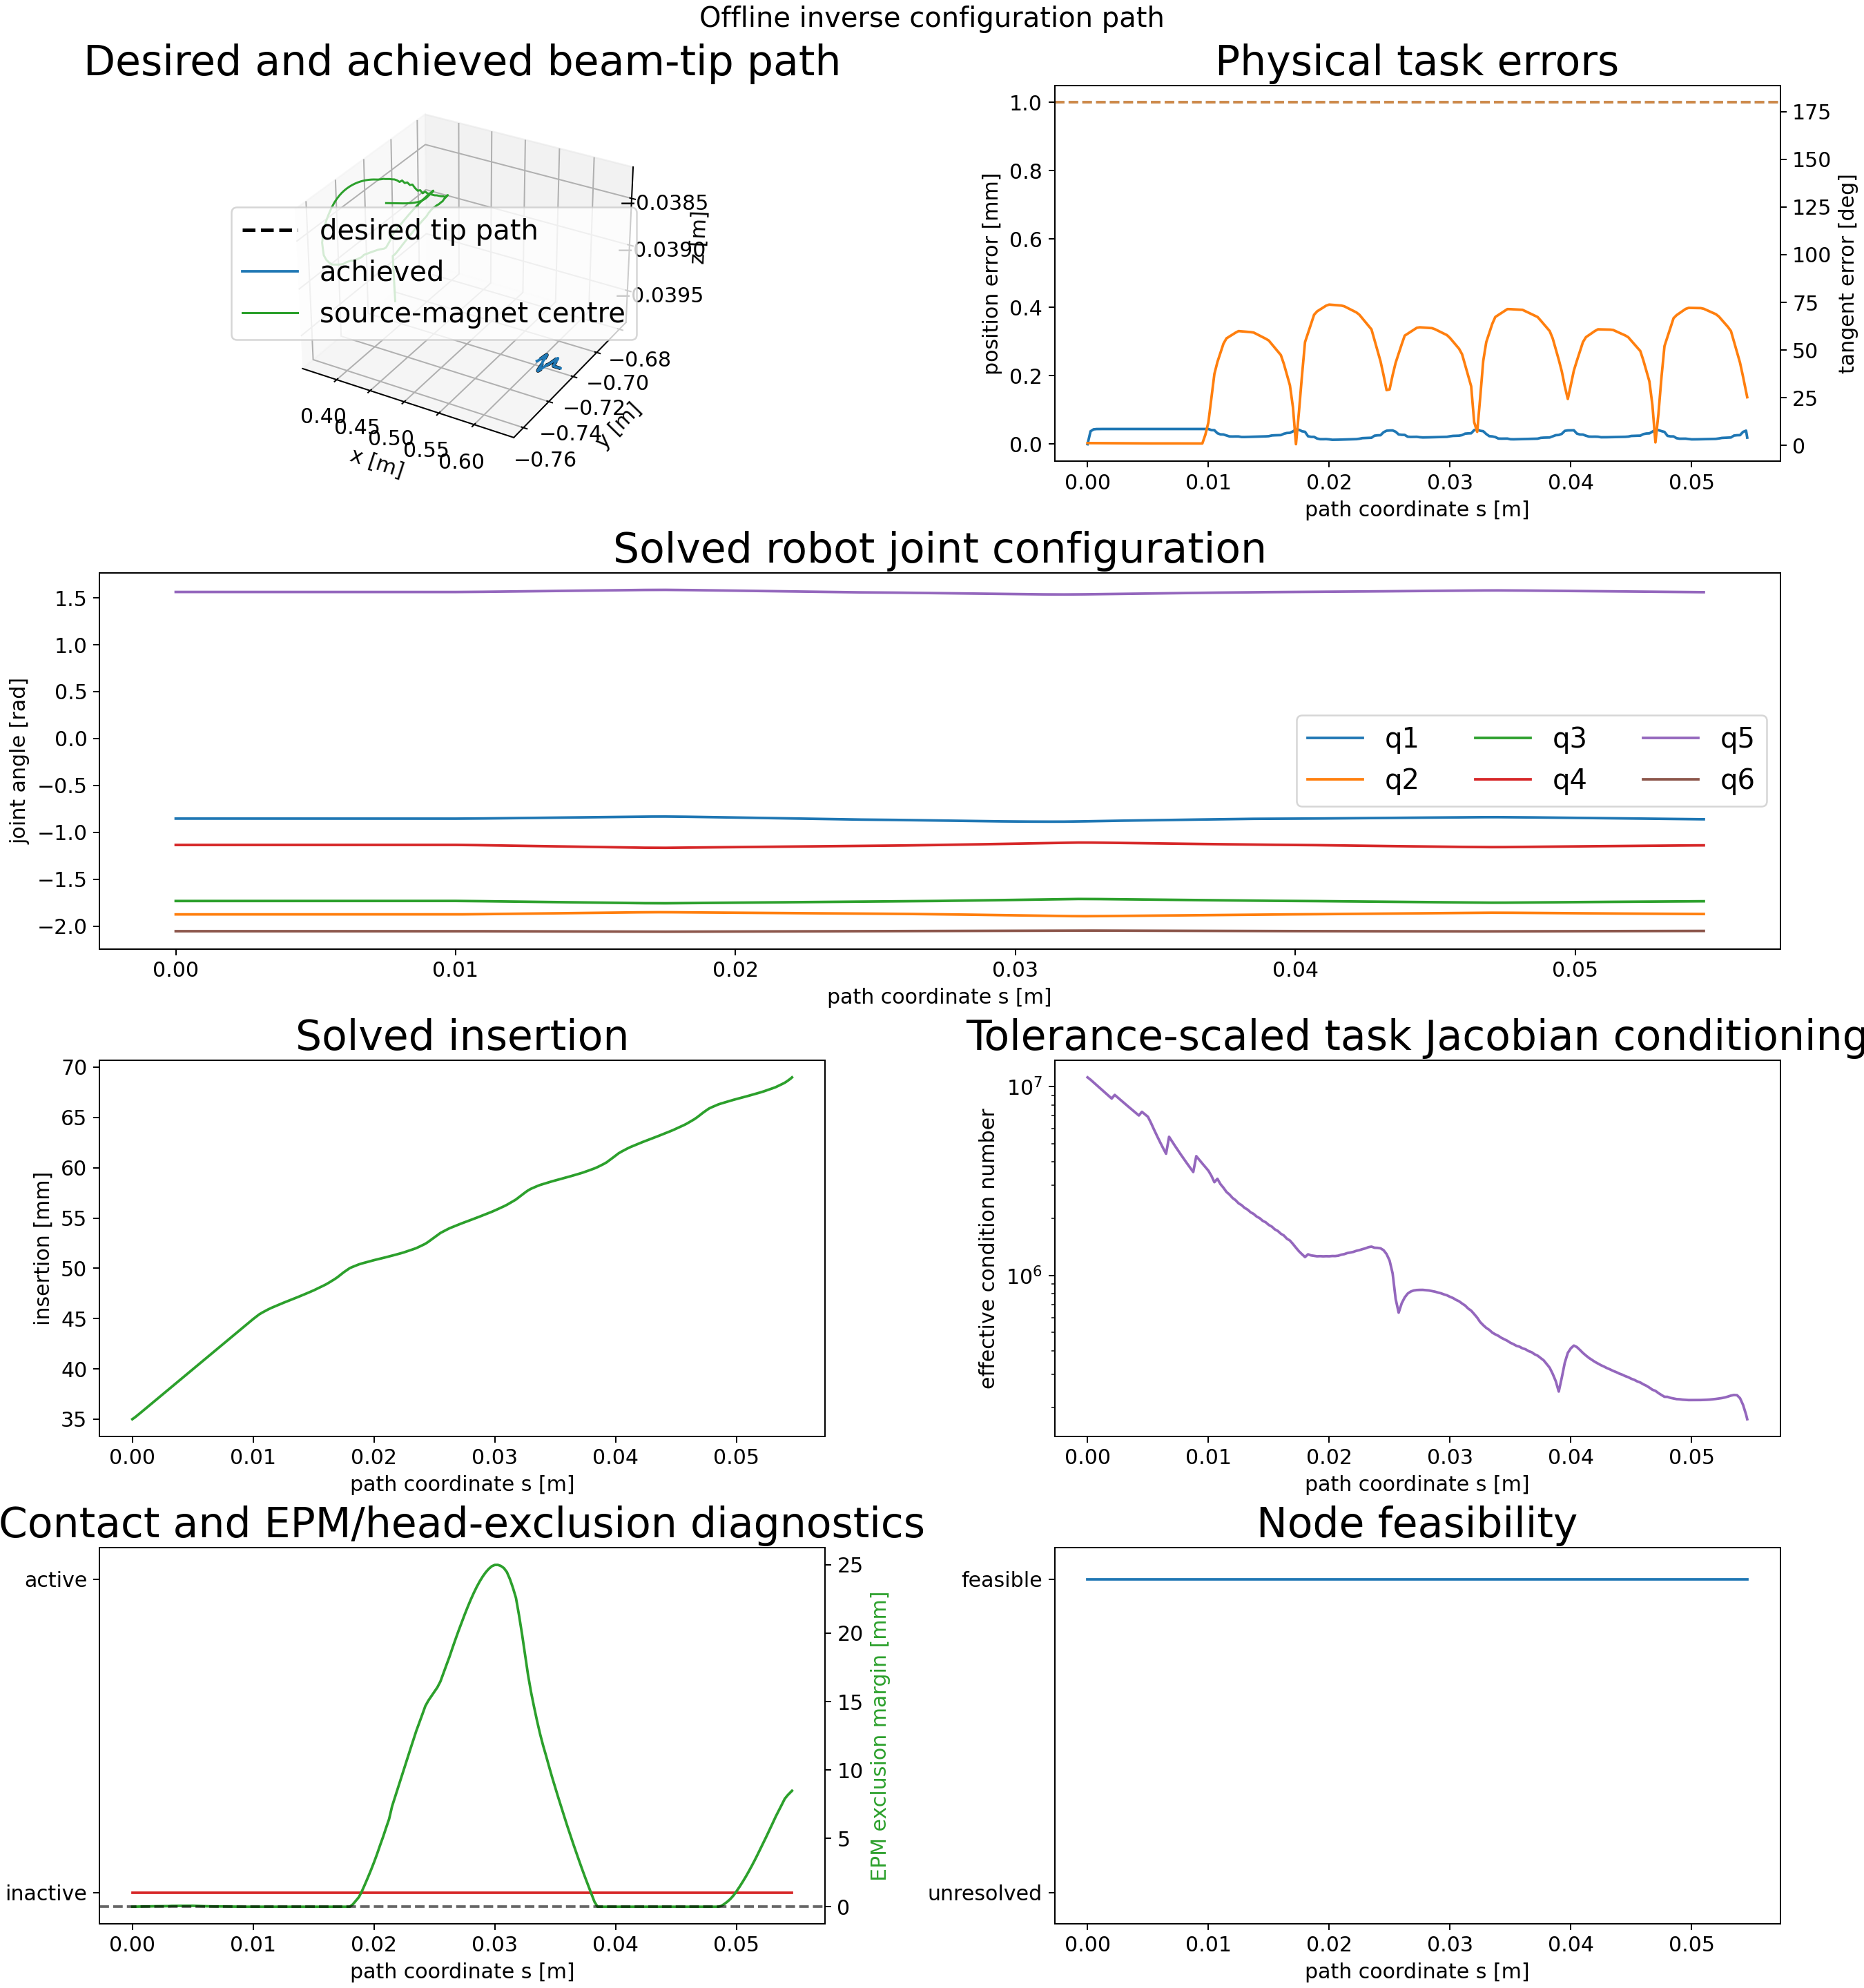 Offline inverse configuration path
Desired and achieved beam-tip path
desired tip path
achieved
source-magnet centre
−0.0385
−0.0390
−0.0395
z [m]
−0.68
−0.70
−0.72
−0.74
−0.76
y [m]
0.40
0.45
0.50
0.55
0.60
x [m]
Physical task errors
1.0
0.8
0.6
0.4
0.2
0.0
position error [mm]
175
150
125
100
75
50
25
0
tangent error [deg]
0.00 0.01 0.02 0.03 0.04 0.05
path coordinate s [m]
Solved robot joint configuration
1.5
1.0
0.5
0.0
−0.5
−1.0
−1.5
−2.0
joint angle [rad]
q1 q3 q5
q2 q4 q6
0.00 0.01 0.02 0.03 0.04 0.05
path coordinate s [m]
Solved insertion
70
65
60
55
50
45
40
35
insertion [mm]
0.00 0.01 0.02 0.03 0.04 0.05
path coordinate s [m]
Tolerance-scaled task Jacobian conditioning
10⁷
10⁶
effective condition number
0.00 0.01 0.02 0.03 0.04 0.05
path coordinate s [m]
Contact and EPM/head-exclusion diagnostics
active
inactive
25
20
15
10
5
0
EPM exclusion margin [mm]
0.00 0.01 0.02 0.03 0.04 0.05
path coordinate s [m]
Node feasibility
feasible
unresolved
0.00 0.01 0.02 0.03 0.04 0.05
path coordinate s [m]